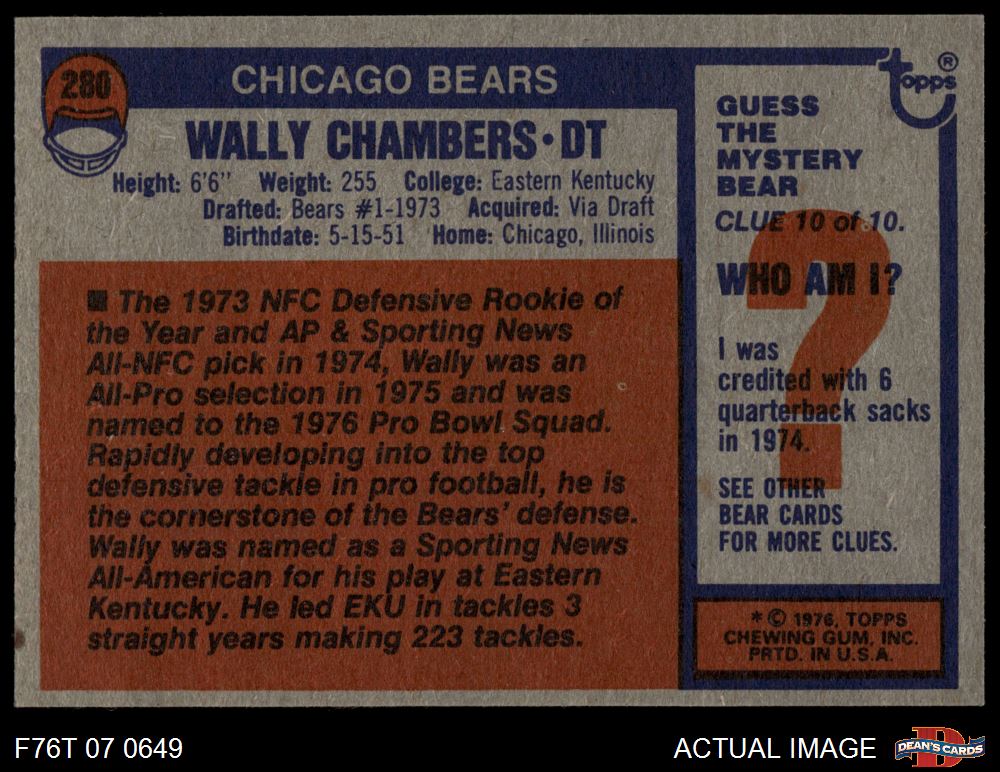 280
CHICAGO BEARS
WALLY CHAMBERS • DT
Height: 6'6" Weight: 255 College: Eastern Kentucky
Drafted: Bears #1-1973 Acquired: Via Draft
Birthdate: 5-15-51 Home: Chicago, Illinois
■ The 1973 NFC Defensive Rookie of
the Year and AP & Sporting News
All-NFC pick in 1974, Wally was an
All-Pro selection in 1975 and was
named to the 1976 Pro Bowl Squad.
Rapidly developing into the top
defensive tackle in pro football, he is
the cornerstone of the Bears' defense.
Wally was named as a Sporting News
All-American for his play at Eastern
Kentucky. He led EKU in tackles 3
straight years making 223 tackles.
topps®
GUESS
THE
MYSTERY
BEAR
CLUE 10 of 10.
?
WHO AM I?
I was
credited with 6
quarterback sacks
in 1974.
SEE OTHER
BEAR CARDS
FOR MORE CLUES.
* © 1976, TOPPS
CHEWING GUM, INC.
PRTD. IN U.S.A.
F76T 07 0649
ACTUAL IMAGE
D
DEAN'S CARDS